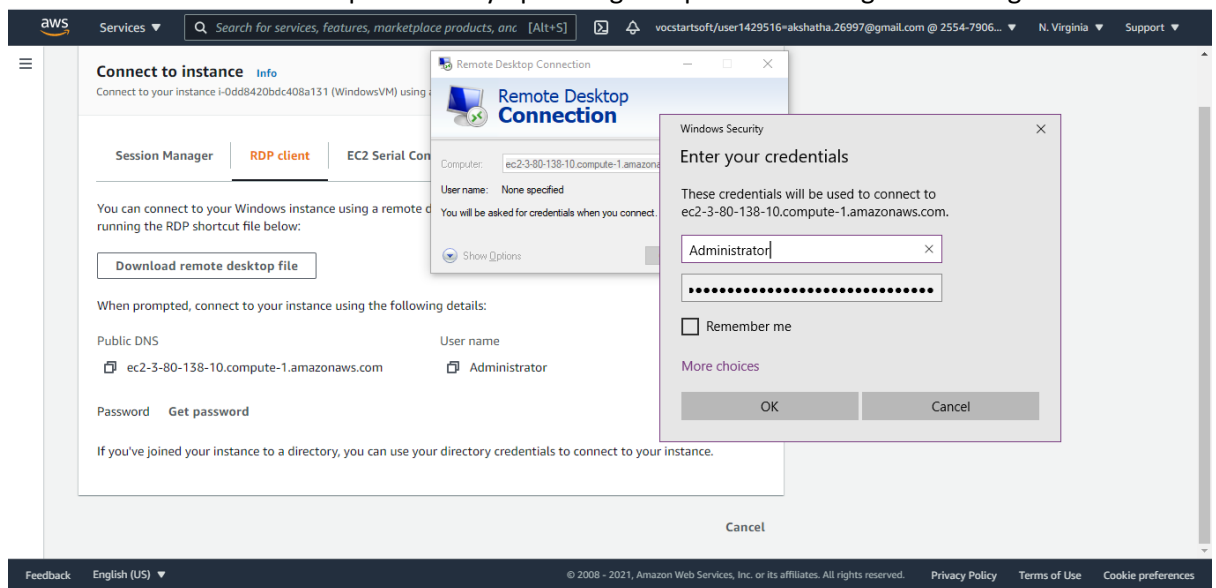 aws Services ▼ Search for services, features, marketplace products, anc [Alt+S] vocstartsoft/user1429516=akshatha.26997@gmail.com @ 2554-7906... ▼ N. Virginia ▼ Support ▼
Connect to instance Info
Connect to your instance i-0dd8420bdc408a131 (WindowsVM) using
Session Manager RDP client EC2 Serial Con
You can connect to your Windows instance using a remote d
running the RDP shortcut file below:
Download remote desktop file
When prompted, connect to your instance using the following details:
Public DNS User name
ec2-3-80-138-10.compute-1.amazonaws.com Administrator
Password Get password
If you've joined your instance to a directory, you can use your directory credentials to connect to your instance.
Cancel
Remote Desktop Connection
Remote Desktop
Connection
Computer: ec2-3-80-138-10.compute-1.amazona
User name: None specified
You will be asked for credentials when you connect.
Show Options
Windows Security
Enter your credentials
These credentials will be used to connect to
ec2-3-80-138-10.compute-1.amazonaws.com.
Administrator
Remember me
More choices
OK Cancel
Feedback English (US) ▼ © 2008 - 2021, Amazon Web Services, Inc. or its affiliates. All rights reserved. Privacy Policy Terms of Use Cookie preferences